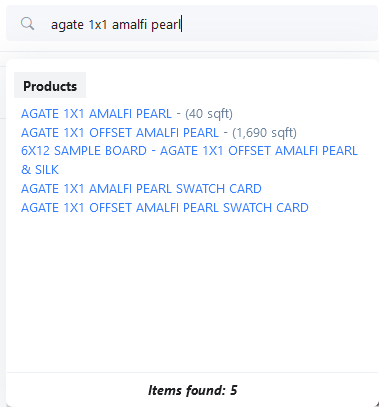 agate 1x1 amalfi pearl
Products
AGATE 1X1 AMALFI PEARL - (40 sqft)
AGATE 1X1 OFFSET AMALFI PEARL - (1,690 sqft)
6X12 SAMPLE BOARD - AGATE 1X1 OFFSET AMALFI PEARL
& SILK
AGATE 1X1 AMALFI PEARL SWATCH CARD
AGATE 1X1 OFFSET AMALFI PEARL SWATCH CARD
Items found: 5